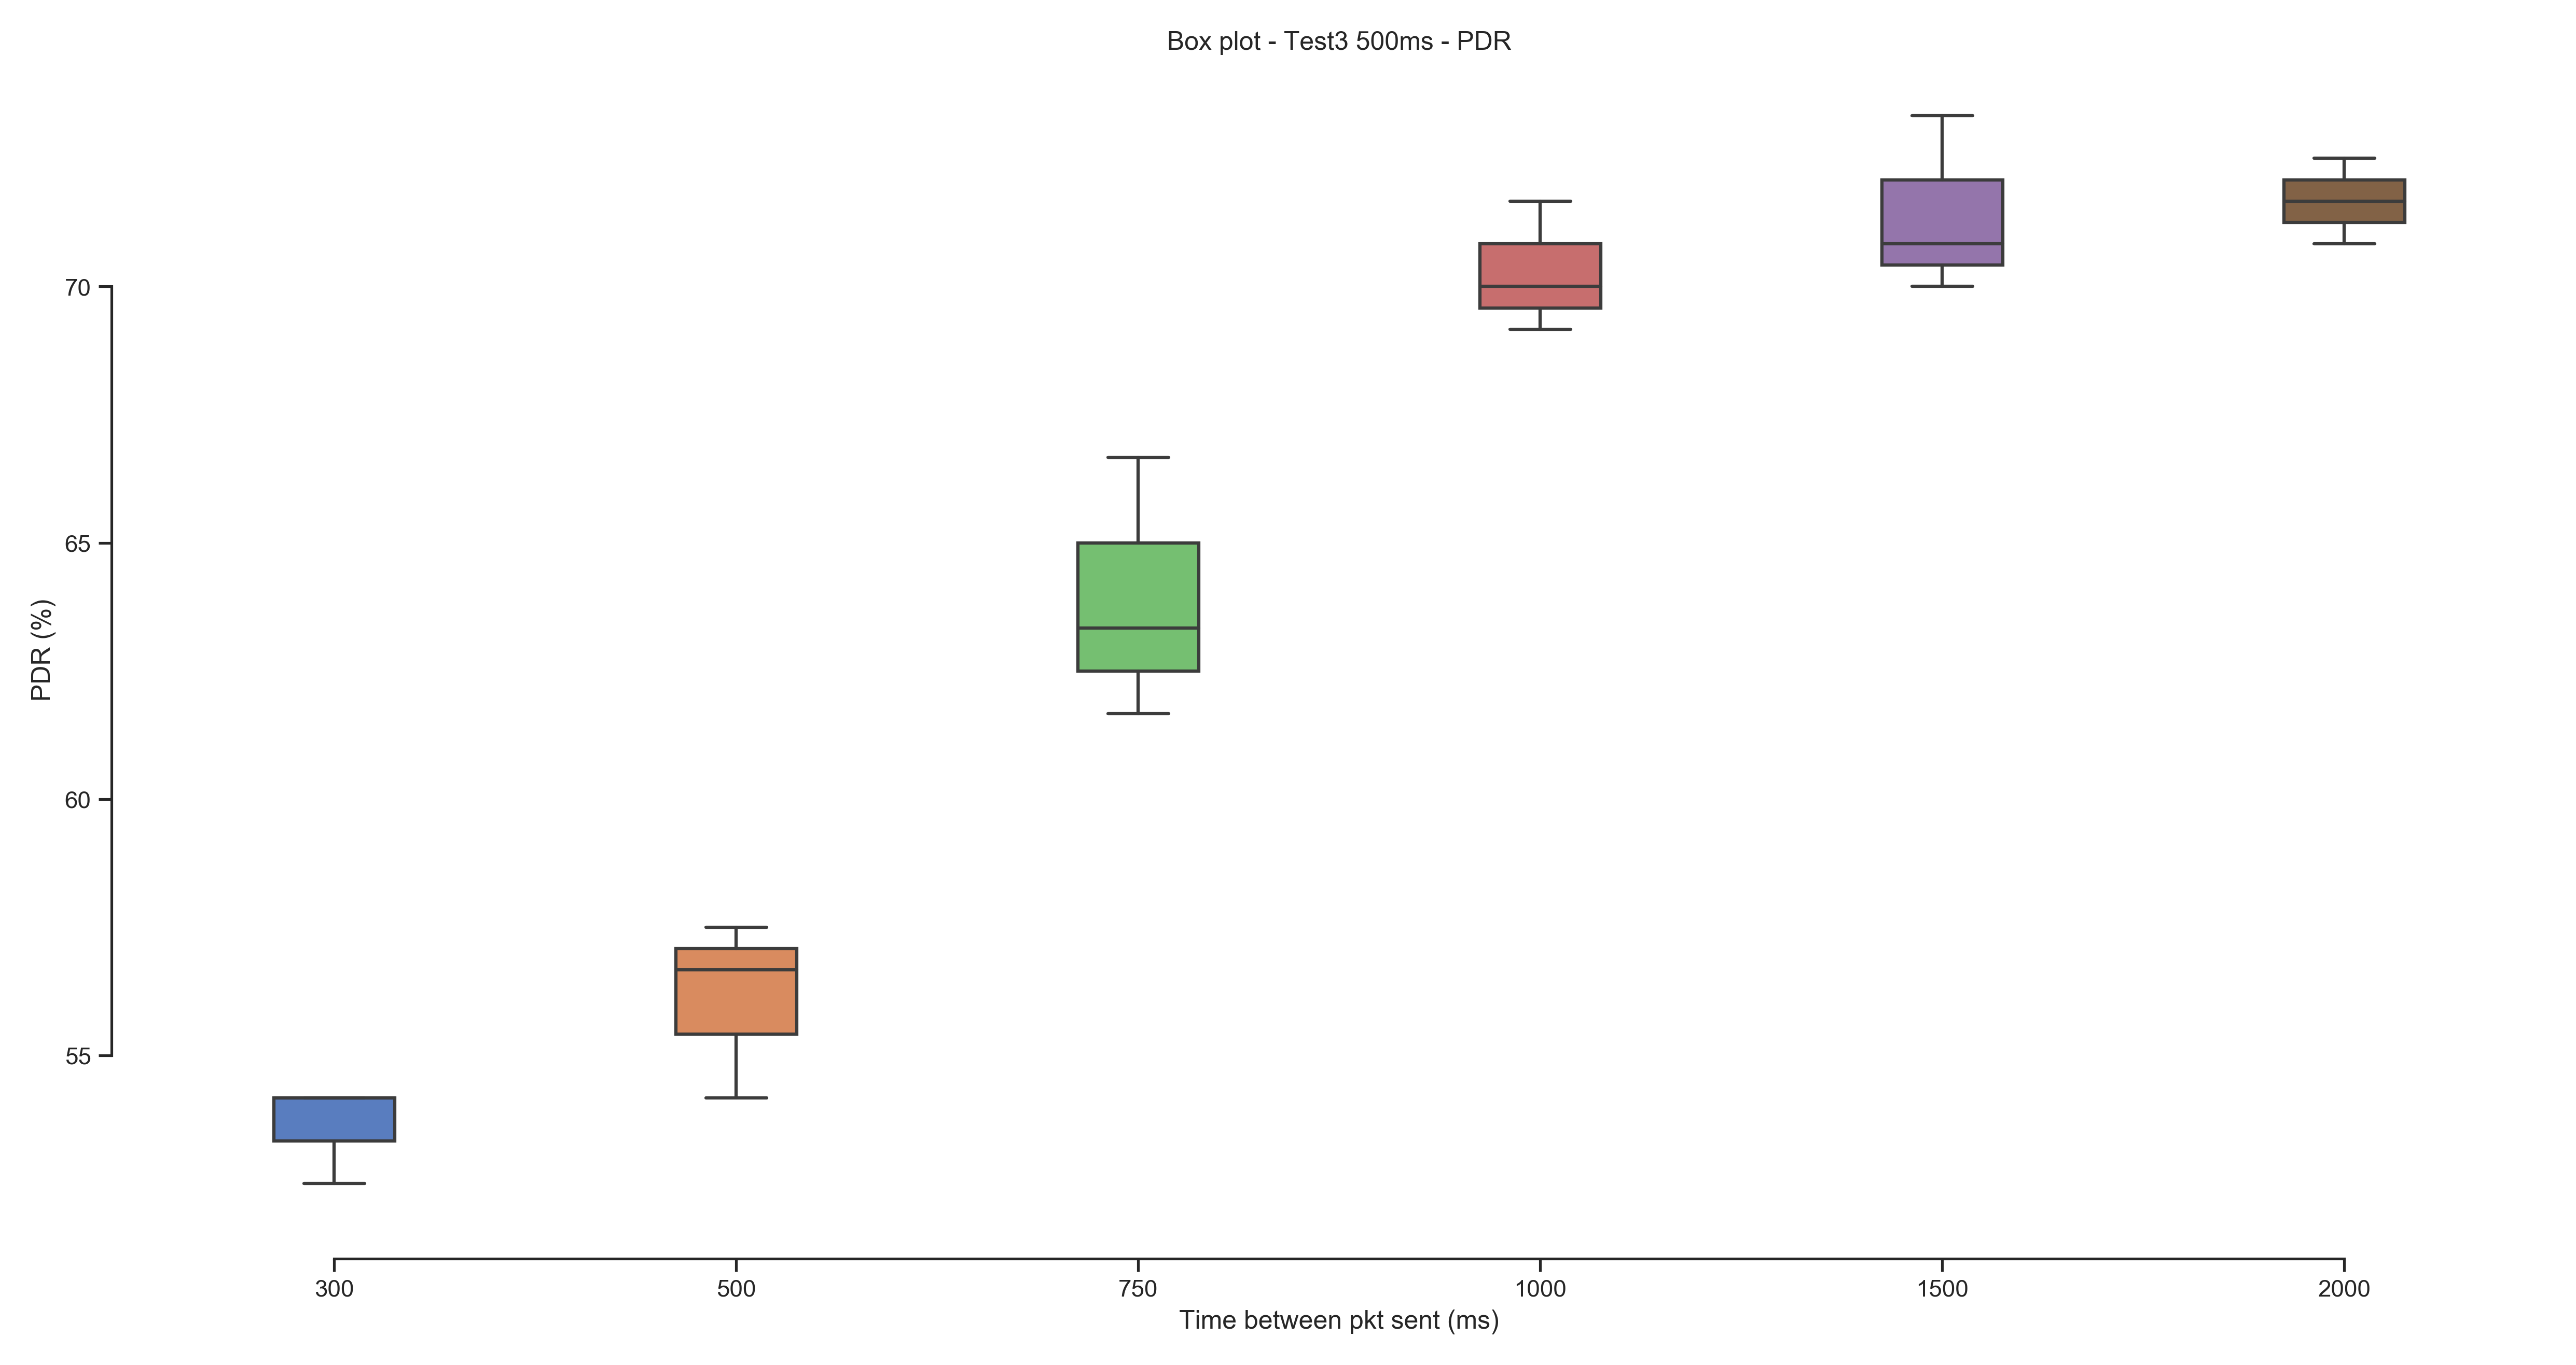 Box plot - Test3 500ms - PDR
PDR (%)
70
65
60
55
300 500 750 1000 1500 2000
Time between pkt sent (ms)